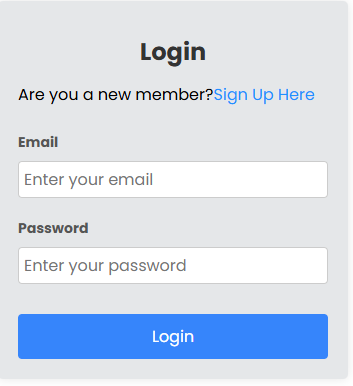 Login
Are you a new member?Sign Up Here
Email
Enter your email
Password
Enter your password
Login